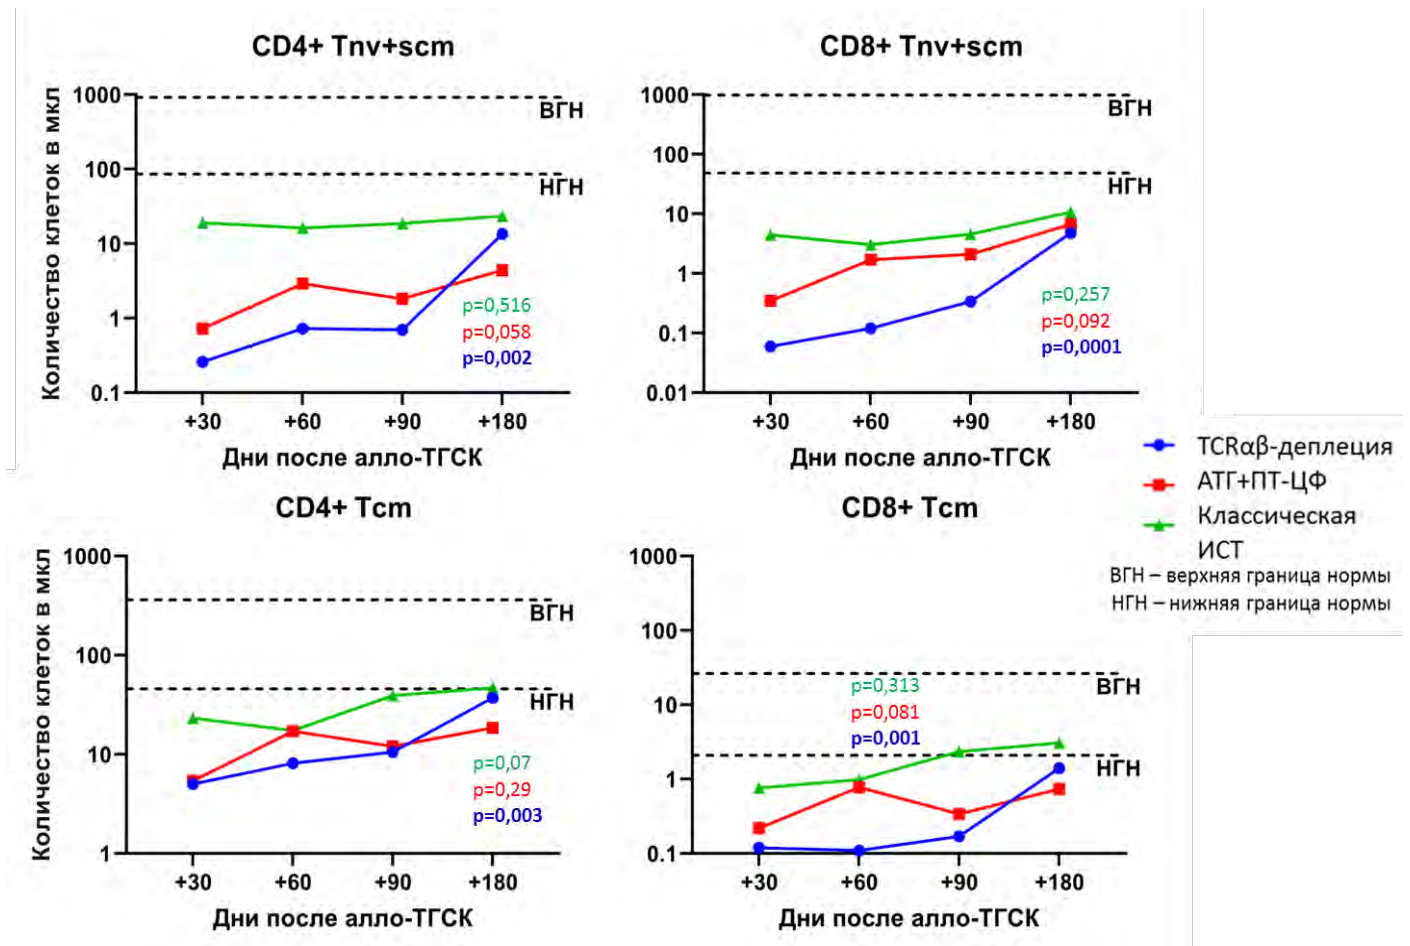 CD4+ Tnv+scm
Количество клеток в мкл
1000
100
10
1
0.1
ВГН
НГН
p=0,516
p=0,058
p=0,002
+30 +60 +90 +180
Дни после алло-ТГСК
CD8+ Tnv+scm
1000
100
10
1
0.1
0.01
ВГН
НГН
p=0,257
p=0,092
p=0,0001
+30 +60 +90 +180
Дни после алло-ТГСК
TCRαβ-деплеция
АТГ+ПТ-ЦФ
Классическая
ИСТ
ВГН – верхняя граница нормы
НГН – нижняя граница нормы
CD4+ Tcm
Количество клеток в мкл
1000
100
10
1
ВГН
НГН
p=0,07
p=0,29
p=0,003
+30 +60 +90 +180
Дни после алло-ТГСК
CD8+ Tcm
1000
100
10
1
0.1
ВГН
НГН
p=0,313
p=0,081
p=0,001
+30 +60 +90 +180
Дни после алло-ТГСК